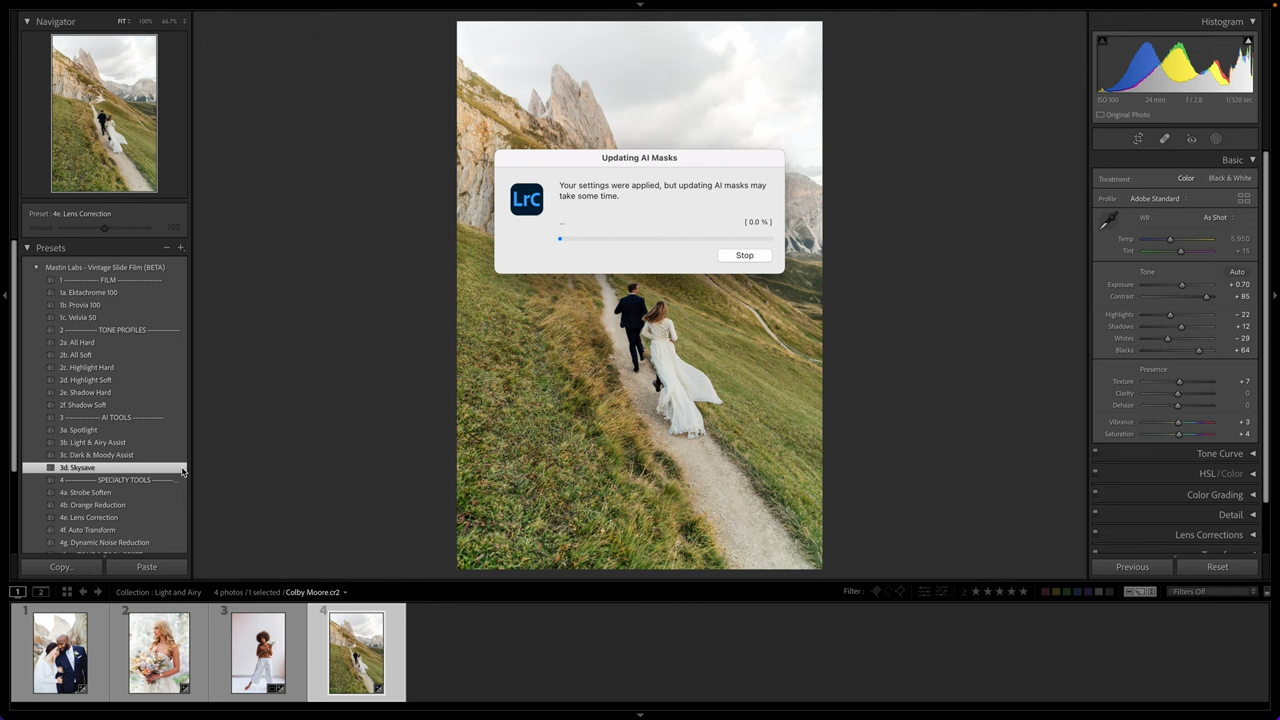 Navigator
FIT
100%
66.7%
Preset : 4e. Lens Correction
Amount
100
Presets
Mastin Labs - Vintage Slide Film (BETA)
1 -------------- FILM -------------------
1a. Ektachrome 100
1b. Provia 100
1c. Velvia 50
2 ------------- TONE PROFILES -------------
2a. All Hard
2b. All Soft
2c. Highlight Hard
2d. Highlight Soft
2e. Shadow Hard
2f. Shadow Soft
3 ------------- AI TOOLS -------------
3a. Spotlight
3b. Light & Airy Assist
3c. Dark & Moody Assist
3d. Skysave
4 ------------- SPECIALTY TOOLS ---------...
4a. Strobe Soften
4b. Orange Reduction
4e. Lens Correction
4f. Auto Transform
4g. Dynamic Noise Reduction
Copy...
Paste
Updating AI Masks
LrC
Your settings were applied, but updating AI masks may
take some time.
...
[ 0.0 % ]
Stop
Histogram
ISO 100
24 mm
f / 2.8
1/320 sec
Original Photo
Basic
Treatment :
Color
Black & White
Profile :
Adobe Standard
WB :
As Shot
Temp
5,950
Tint
+ 15
Tone
Auto
Exposure
+ 0.70
Contrast
+ 85
Highlights
– 22
Shadows
+ 12
Whites
– 29
Blacks
+ 64
Presence
Texture
+ 7
Clarity
0
Dehaze
0
Vibrance
+ 3
Saturation
+ 4
Tone Curve
HSL / Color
Color Grading
Detail
Lens Corrections
Previous
Reset
1
2
Collection : Light and Airy
4 photos / 1 selected / Colby Moore.cr2
Filter :
Filters Off
1
2
3
4